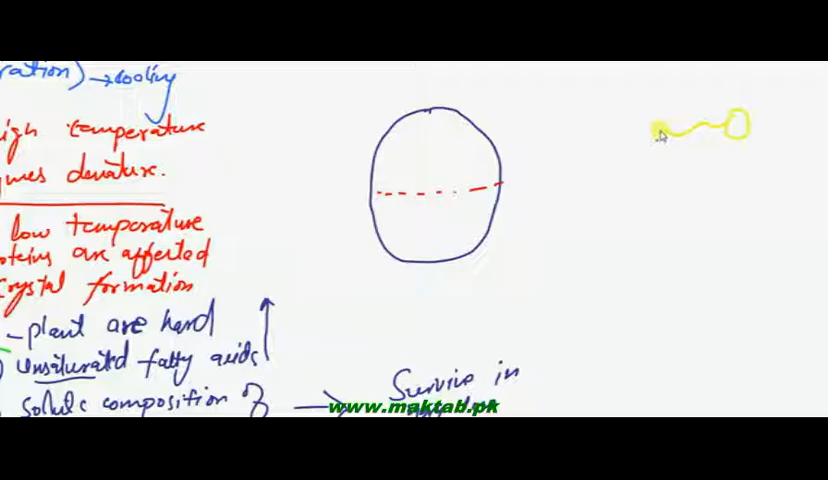 ration) → cooling
igh temperature
ymes denature.
low temperature
oteins are affected
Crystal formation
- plant are hard
) Unsaturated fatty acids
solute composition of → Survive in
www.maktab.pk